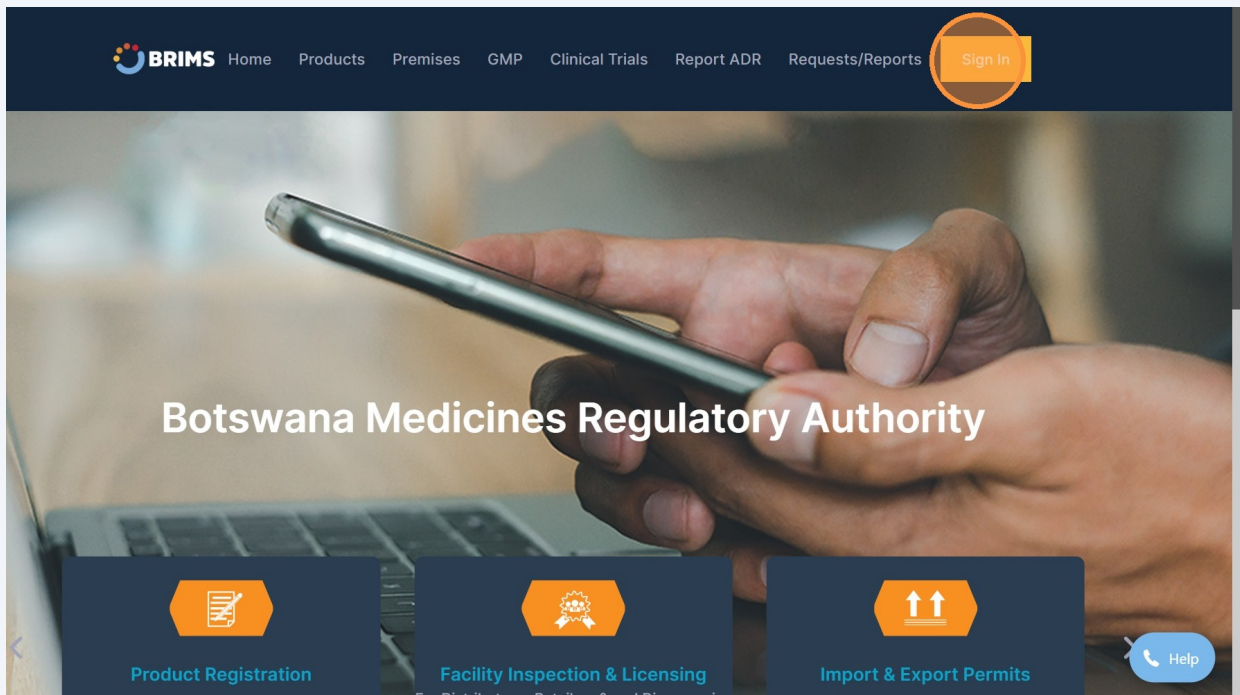 BRIMS Home Products Premises GMP Clinical Trials Report ADR Requests/Reports Sign In
Botswana Medicines Regulatory Authority
Product Registration
Facility Inspection & Licensing
Import & Export Permits
Help